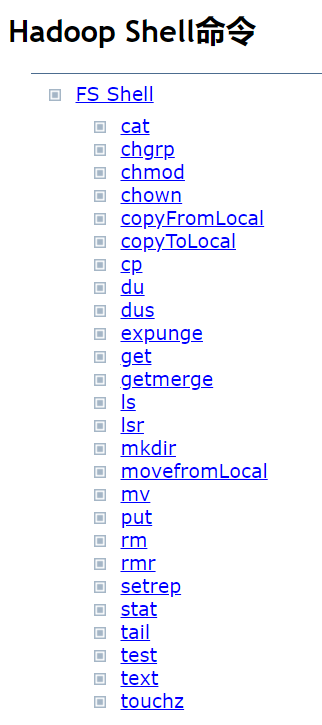 Hadoop Shell命令
FS Shell
cat
chgrp
chmod
chown
copyFromLocal
copyToLocal
cp
du
dus
expunge
get
getmerge
ls
lsr
mkdir
movefromLocal
mv
put
rm
rmr
setrep
stat
tail
test
text
touchz